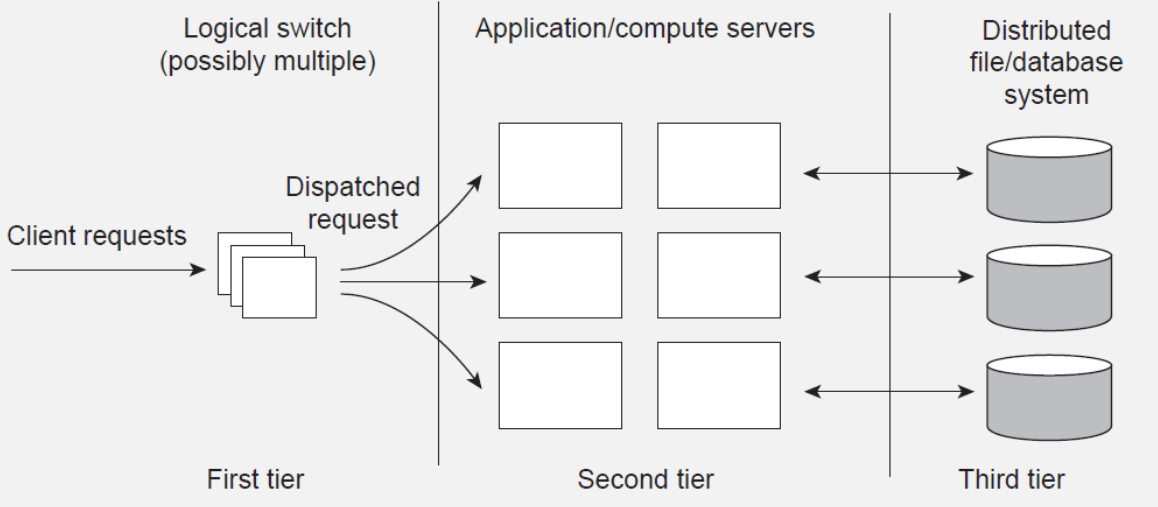 Logical switch
(possibly multiple)
Application/compute servers
Distributed
file/database
system
Dispatched
request
Client requests
First tier
Second tier
Third tier